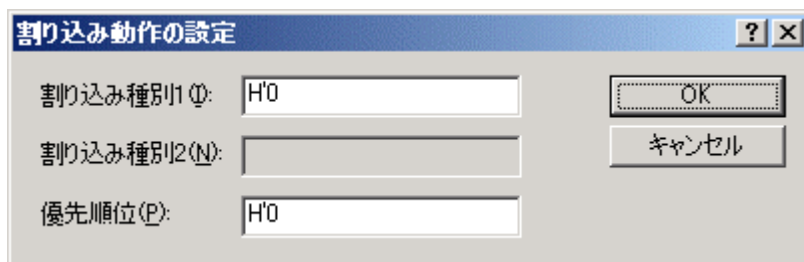 割り込み動作の設定
割り込み種別1(I): H'0
OK
割り込み種別2(N):
キャンセル
優先順位(P): H'0